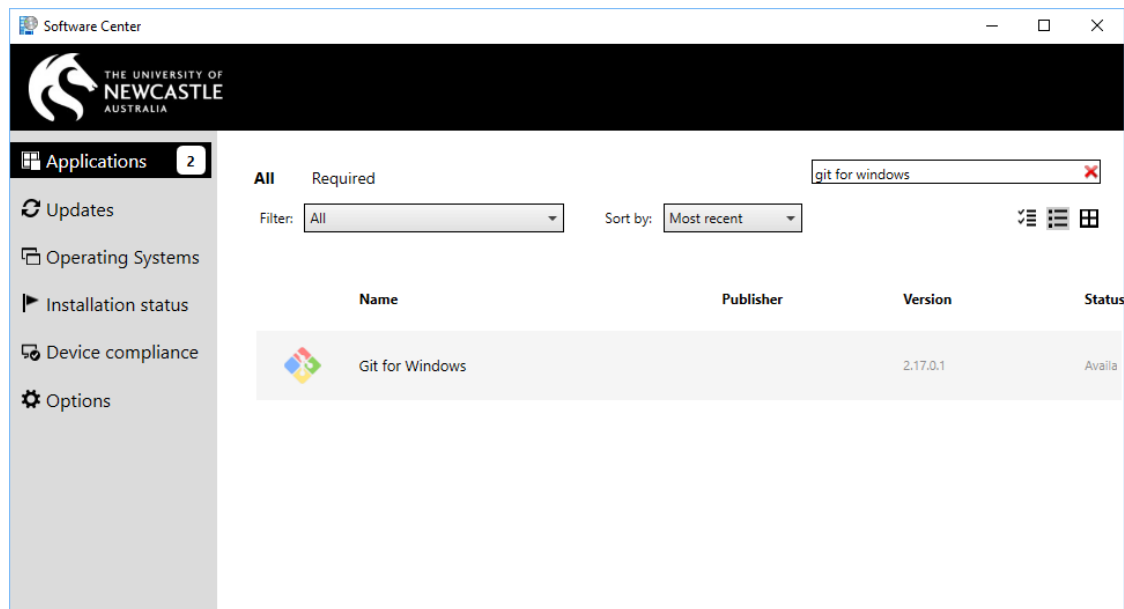 Software Center
THE UNIVERSITY OF
NEWCASTLE
AUSTRALIA
Applications 2
Updates
Operating Systems
Installation status
Device compliance
Options
All Required
git for windows
Filter: All Sort by: Most recent
Name Publisher Version Status
Git for Windows 2.17.0.1 Availa